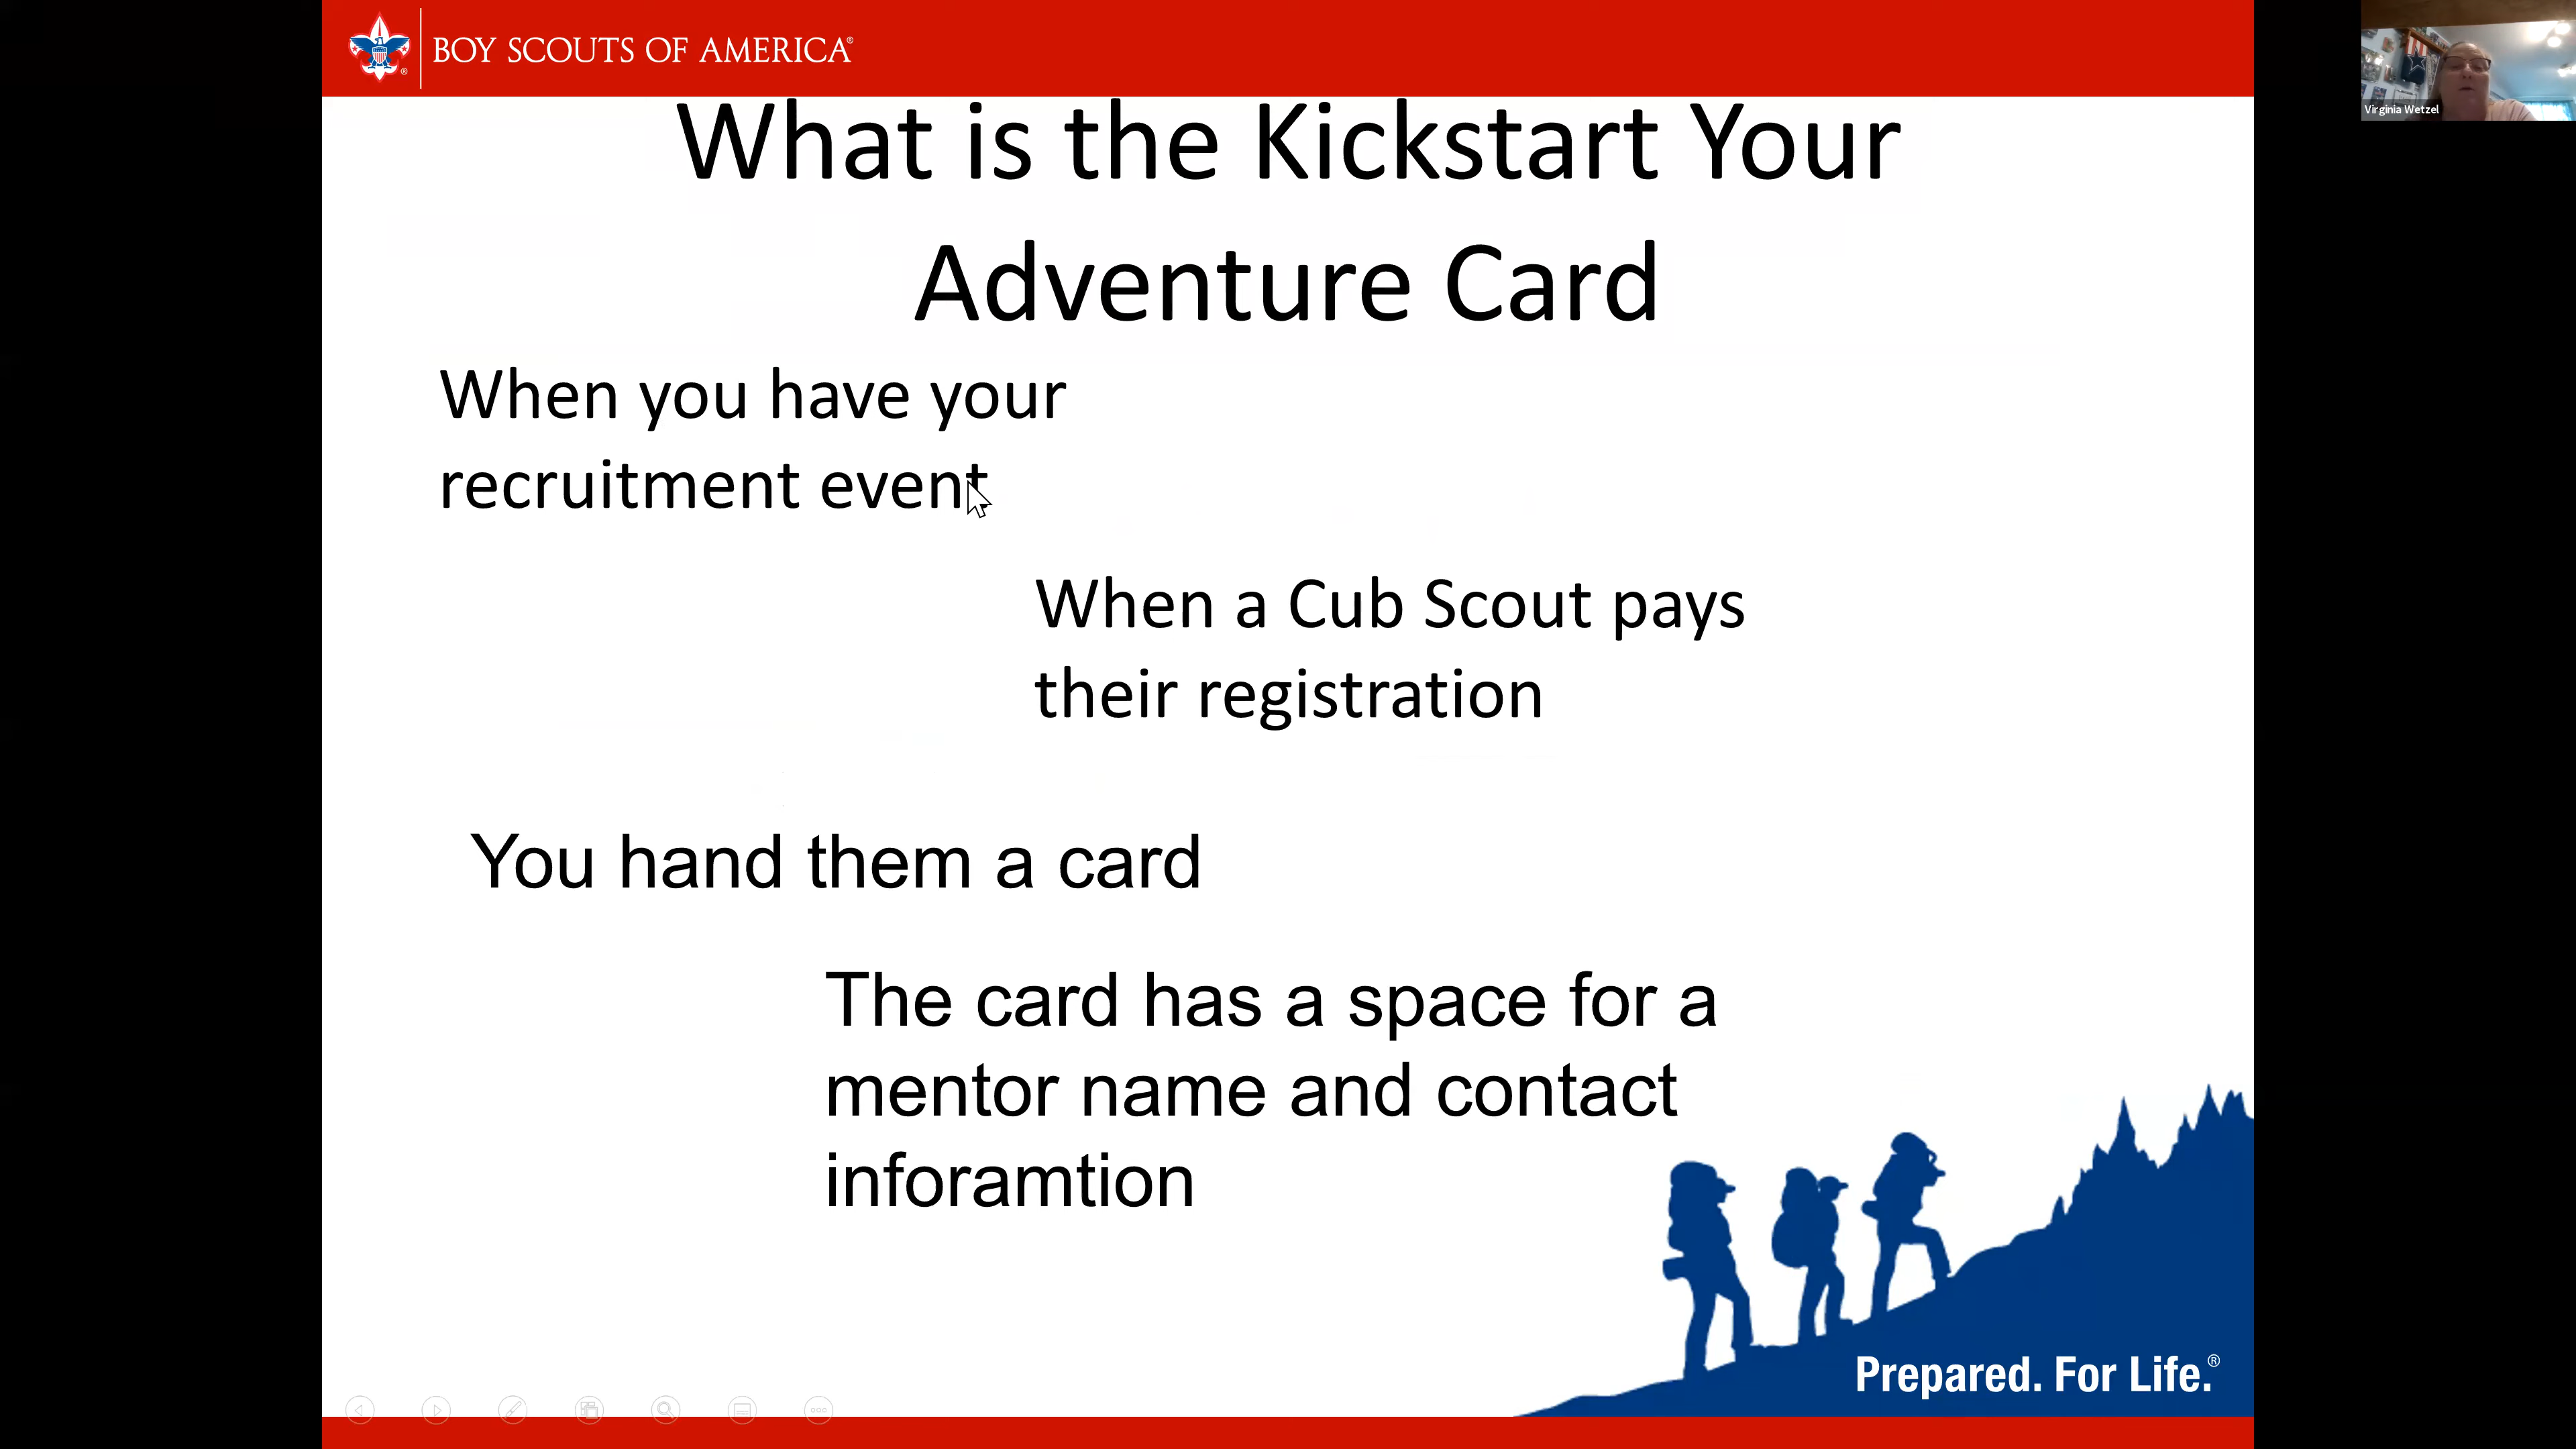 BOY SCOUTS OF AMERICA®
Virginia Wetzel
What is the Kickstart Your
Adventure Card
When you have your
recruitment event
When a Cub Scout pays
their registration
You hand them a card
The card has a space for a
mentor name and contact
inforamtion
Prepared. For Life.®